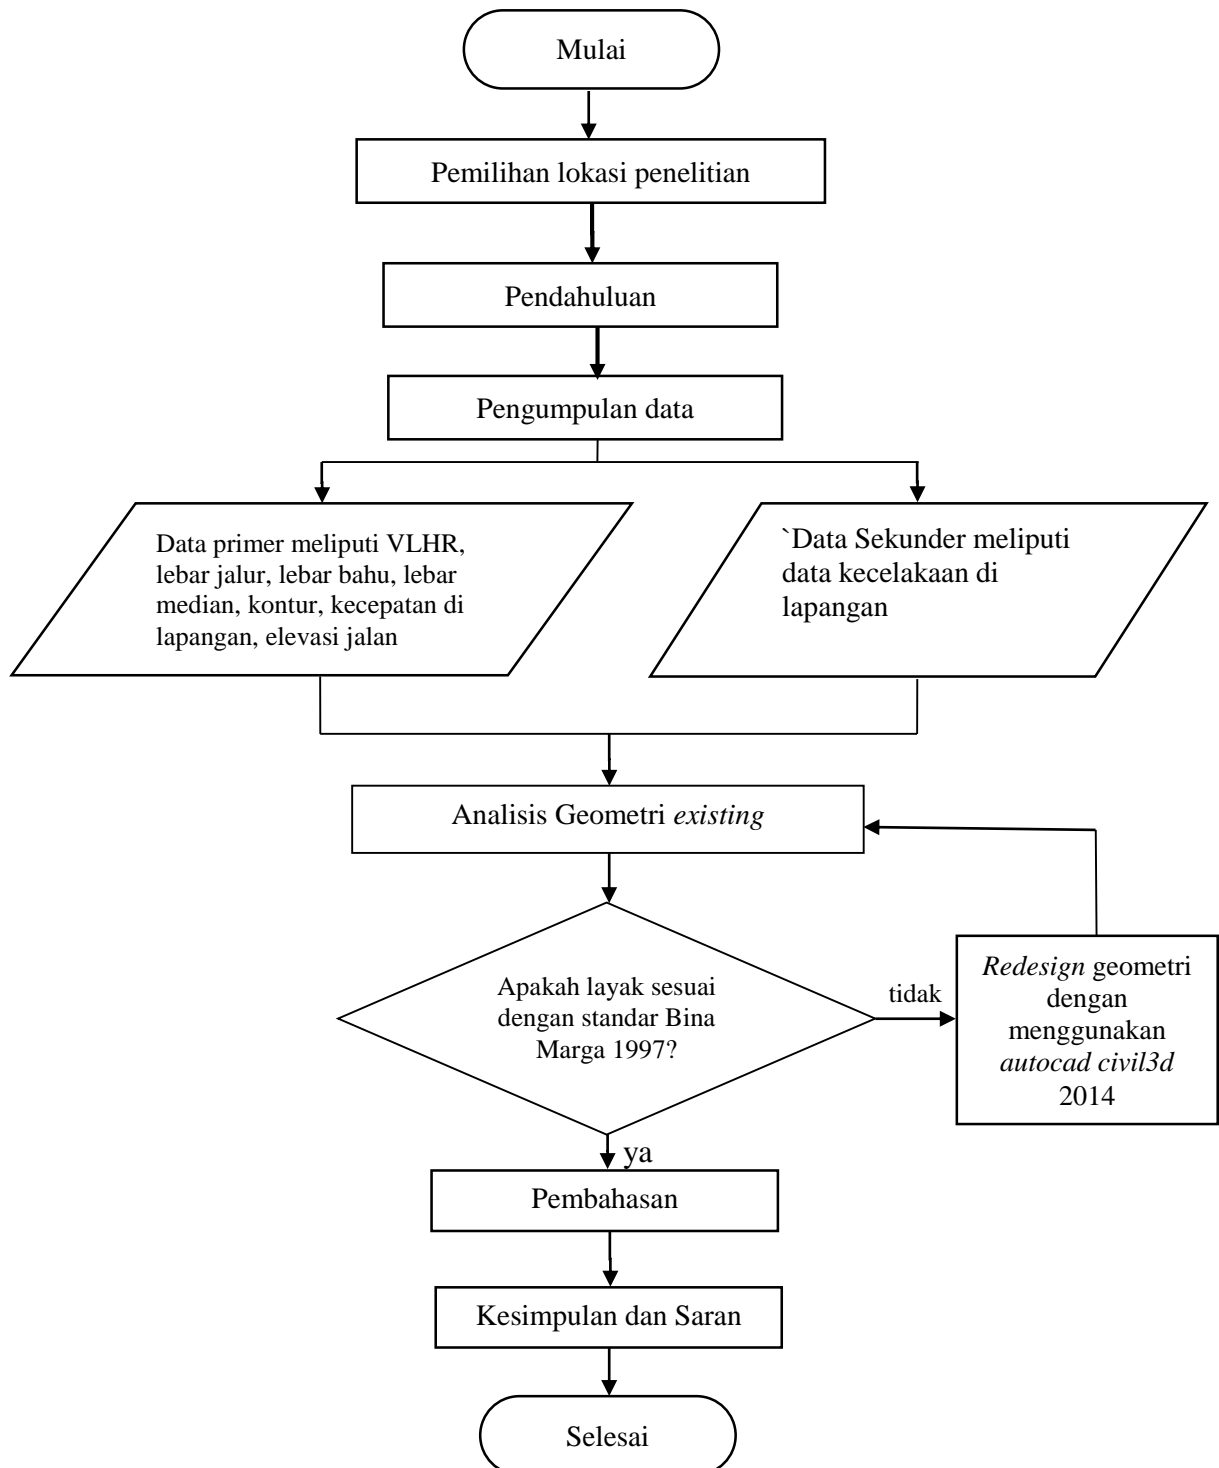 Mulai
Pemilihan lokasi penelitian
Pendahuluan
Pengumpulan data
Data primer meliputi VLHR,
lebar jalur, lebar bahu, lebar
median, kontur, kecepatan di
lapangan, elevasi jalan
`Data Sekunder meliputi
data kecelakaan di
lapangan
Analisis Geometri existing
Apakah layak sesuai
dengan standar Bina
Marga 1997?
tidak
Redesign geometri
dengan
menggunakan
autocad civil3d
2014
ya
Pembahasan
Kesimpulan dan Saran
Selesai